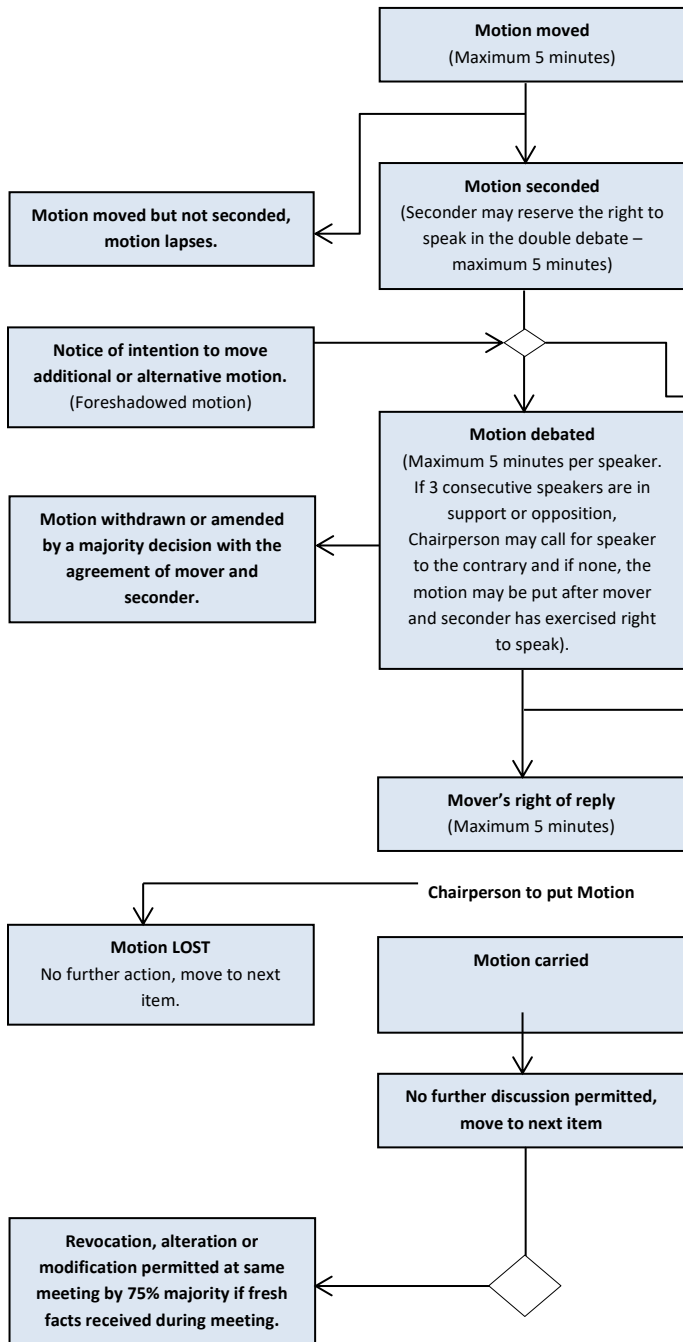 Motion moved
(Maximum 5 minutes)
Motion seconded
(Seconder may reserve the right to
speak in the double debate –
maximum 5 minutes)
Motion moved but not seconded,
motion lapses.
Notice of intention to move
additional or alternative motion.
(Foreshadowed motion)
Motion debated
(Maximum 5 minutes per speaker.
If 3 consecutive speakers are in
support or opposition,
Chairperson may call for speaker
to the contrary and if none, the
motion may be put after mover
and seconder has exercised right
to speak).
Motion withdrawn or amended
by a majority decision with the
agreement of mover and
seconder.
Mover’s right of reply
(Maximum 5 minutes)
Chairperson to put Motion
Motion LOST
No further action, move to next
item.
Motion carried
No further discussion permitted,
move to next item
Revocation, alteration or
modification permitted at same
meeting by 75% majority if fresh
facts received during meeting.